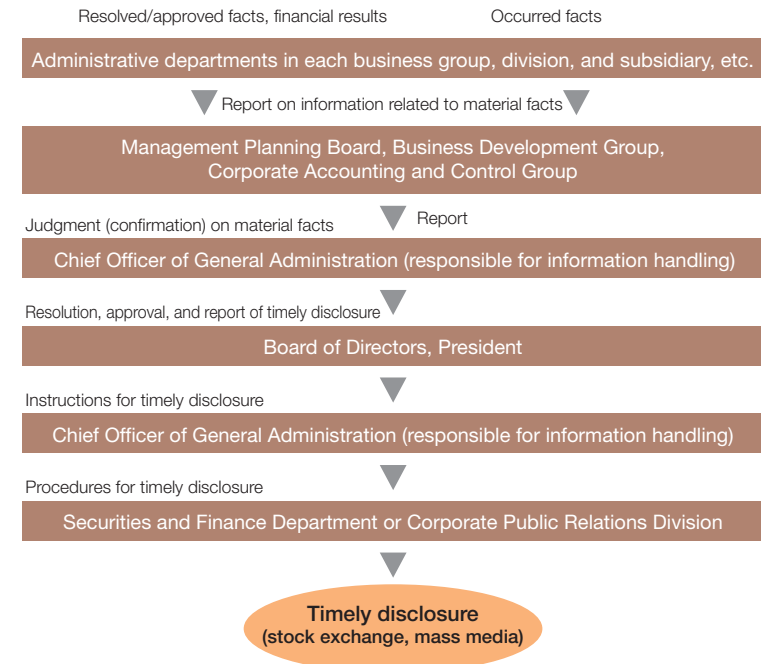 Resolved/approved facts, financial results
Occurred facts
Administrative departments in each business group, division, and subsidiary, etc.
Report on information related to material facts
Management Planning Board, Business Development Group,
Corporate Accounting and Control Group
Report
Judgment (confirmation) on material facts
Chief Officer of General Administration (responsible for information handling)
Resolution, approval, and report of timely disclosure
Board of Directors, President
Instructions for timely disclosure
Chief Officer of General Administration (responsible for information handling)
Procedures for timely disclosure
Securities and Finance Department or Corporate Public Relations Division
Timely disclosure
(stock exchange, mass media)